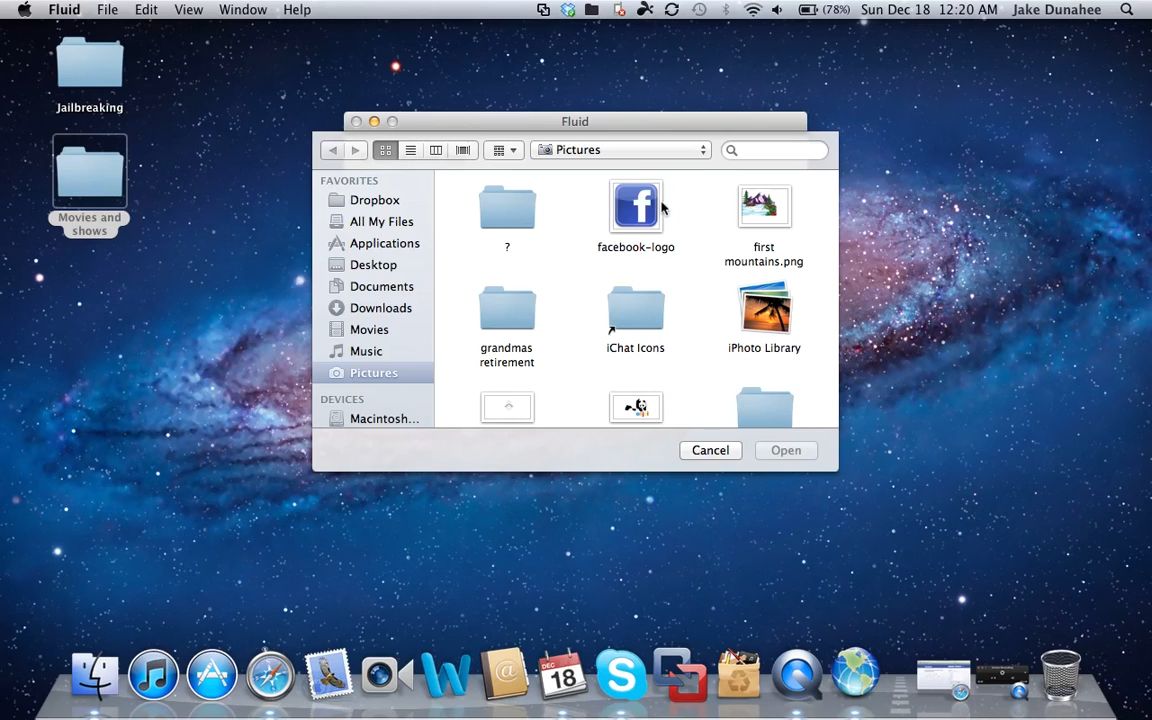 Fluid File Edit View Window Help (78%) Sun Dec 18 12:20 AM Jake Dunahee
Jailbreaking
Movies and
shows
Fluid
Pictures
FAVORITES
Dropbox
All My Files
Applications
Desktop
Documents
Downloads
Movies
Music
Pictures
DEVICES
Macintosh...
?
facebook-logo
first
mountains.png
grandmas
retirement
iChat Icons
iPhoto Library
Cancel
Open
DEC
18